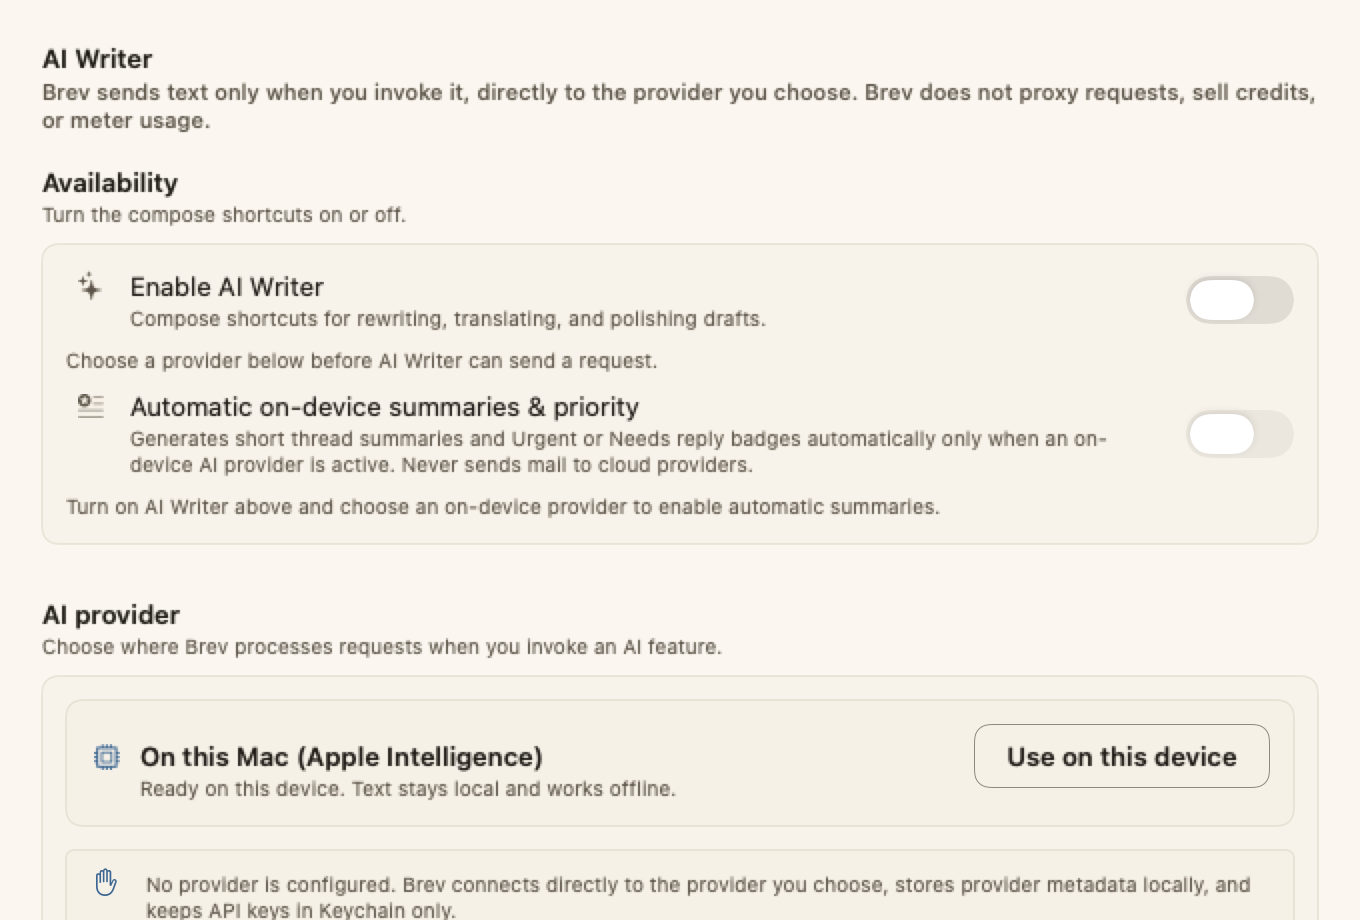 AI Writer
Brev sends text only when you invoke it, directly to the provider you choose. Brev does not proxy requests, sell credits,
or meter usage.
Availability
Turn the compose shortcuts on or off.
Enable AI Writer
Compose shortcuts for rewriting, translating, and polishing drafts.
Choose a provider below before AI Writer can send a request.
Automatic on-device summaries & priority
Generates short thread summaries and Urgent or Needs reply badges automatically only when an on-
device AI provider is active. Never sends mail to cloud providers.
Turn on AI Writer above and choose an on-device provider to enable automatic summaries.
AI provider
Choose where Brev processes requests when you invoke an AI feature.
On this Mac (Apple Intelligence)
Ready on this device. Text stays local and works offline.
Use on this device
No provider is configured. Brev connects directly to the provider you choose, stores provider metadata locally, and
keeps API keys in Keychain only.